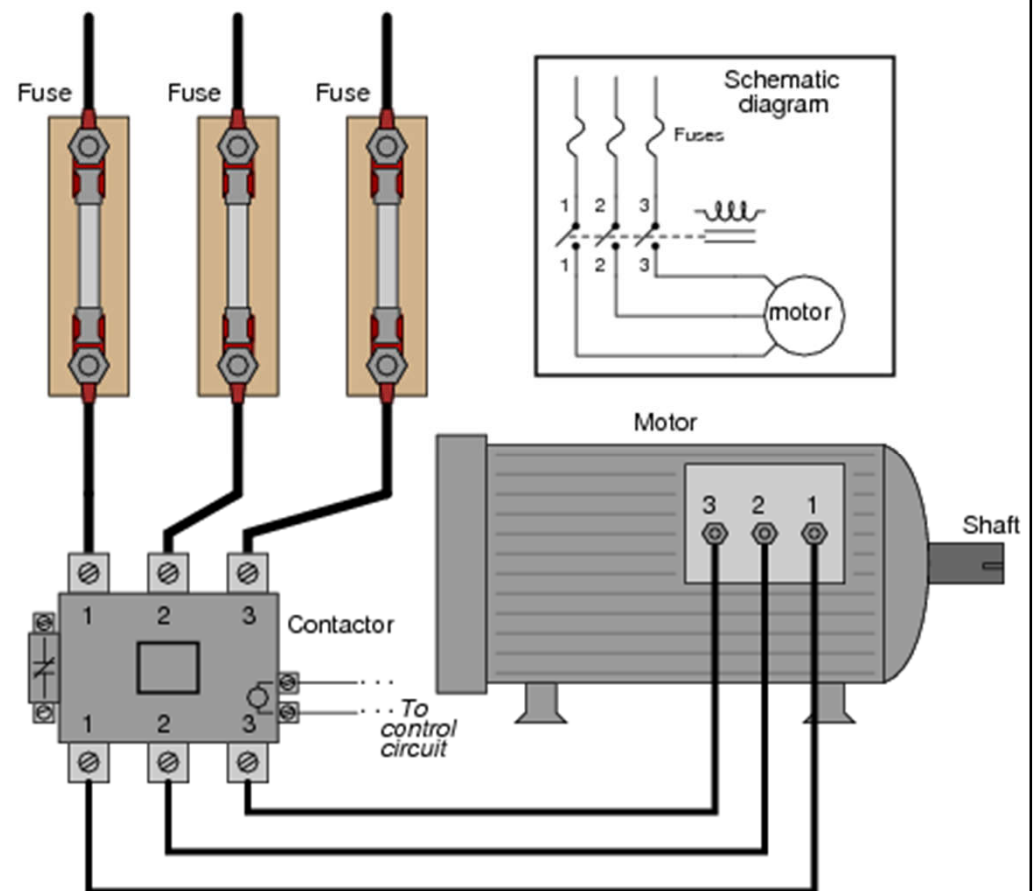 Fuse
Fuse
Fuse
Schematic
diagram
Fuses
1 2 3
1 2 3
motor
Motor
3 2 1
Shaft
1 2 3
Contactor
1 2 3
· · ·
· · · To
control
circuit